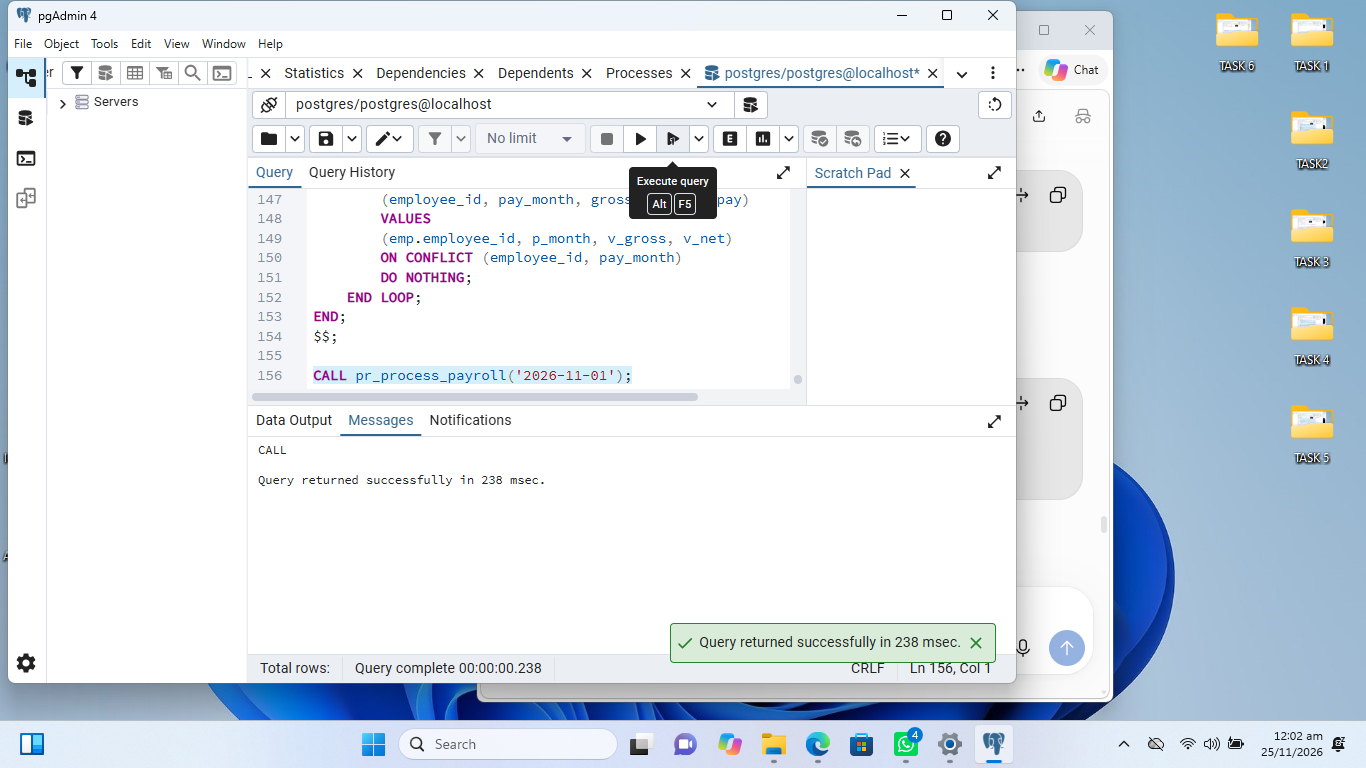 pgAdmin 4
File Object Tools Edit View Window Help
er
Statistics Dependencies Dependents Processes postgres/postgres@localhost*
Servers
postgres/postgres@localhost
No limit
E
Query Query History
Scratch Pad
Execute query
Alt F5
147 (employee_id, pay_month, gross pay)
148 VALUES
149 (emp.employee_id, p_month, v_gross, v_net)
150 ON CONFLICT (employee_id, pay_month)
151 DO NOTHING;
152 END LOOP;
153 END;
154 $$;
155
156 CALL pr_process_payroll('2026-11-01');
Data Output Messages Notifications
CALL
Query returned successfully in 238 msec.
Query returned successfully in 238 msec.
Total rows: Query complete 00:00:00.238 CRLF Ln 156, Col 1
Chat
TASK 6 TASK 1
TASK2
TASK 3
TASK 4
TASK 5
Search
4
12:02 am
25/11/2026